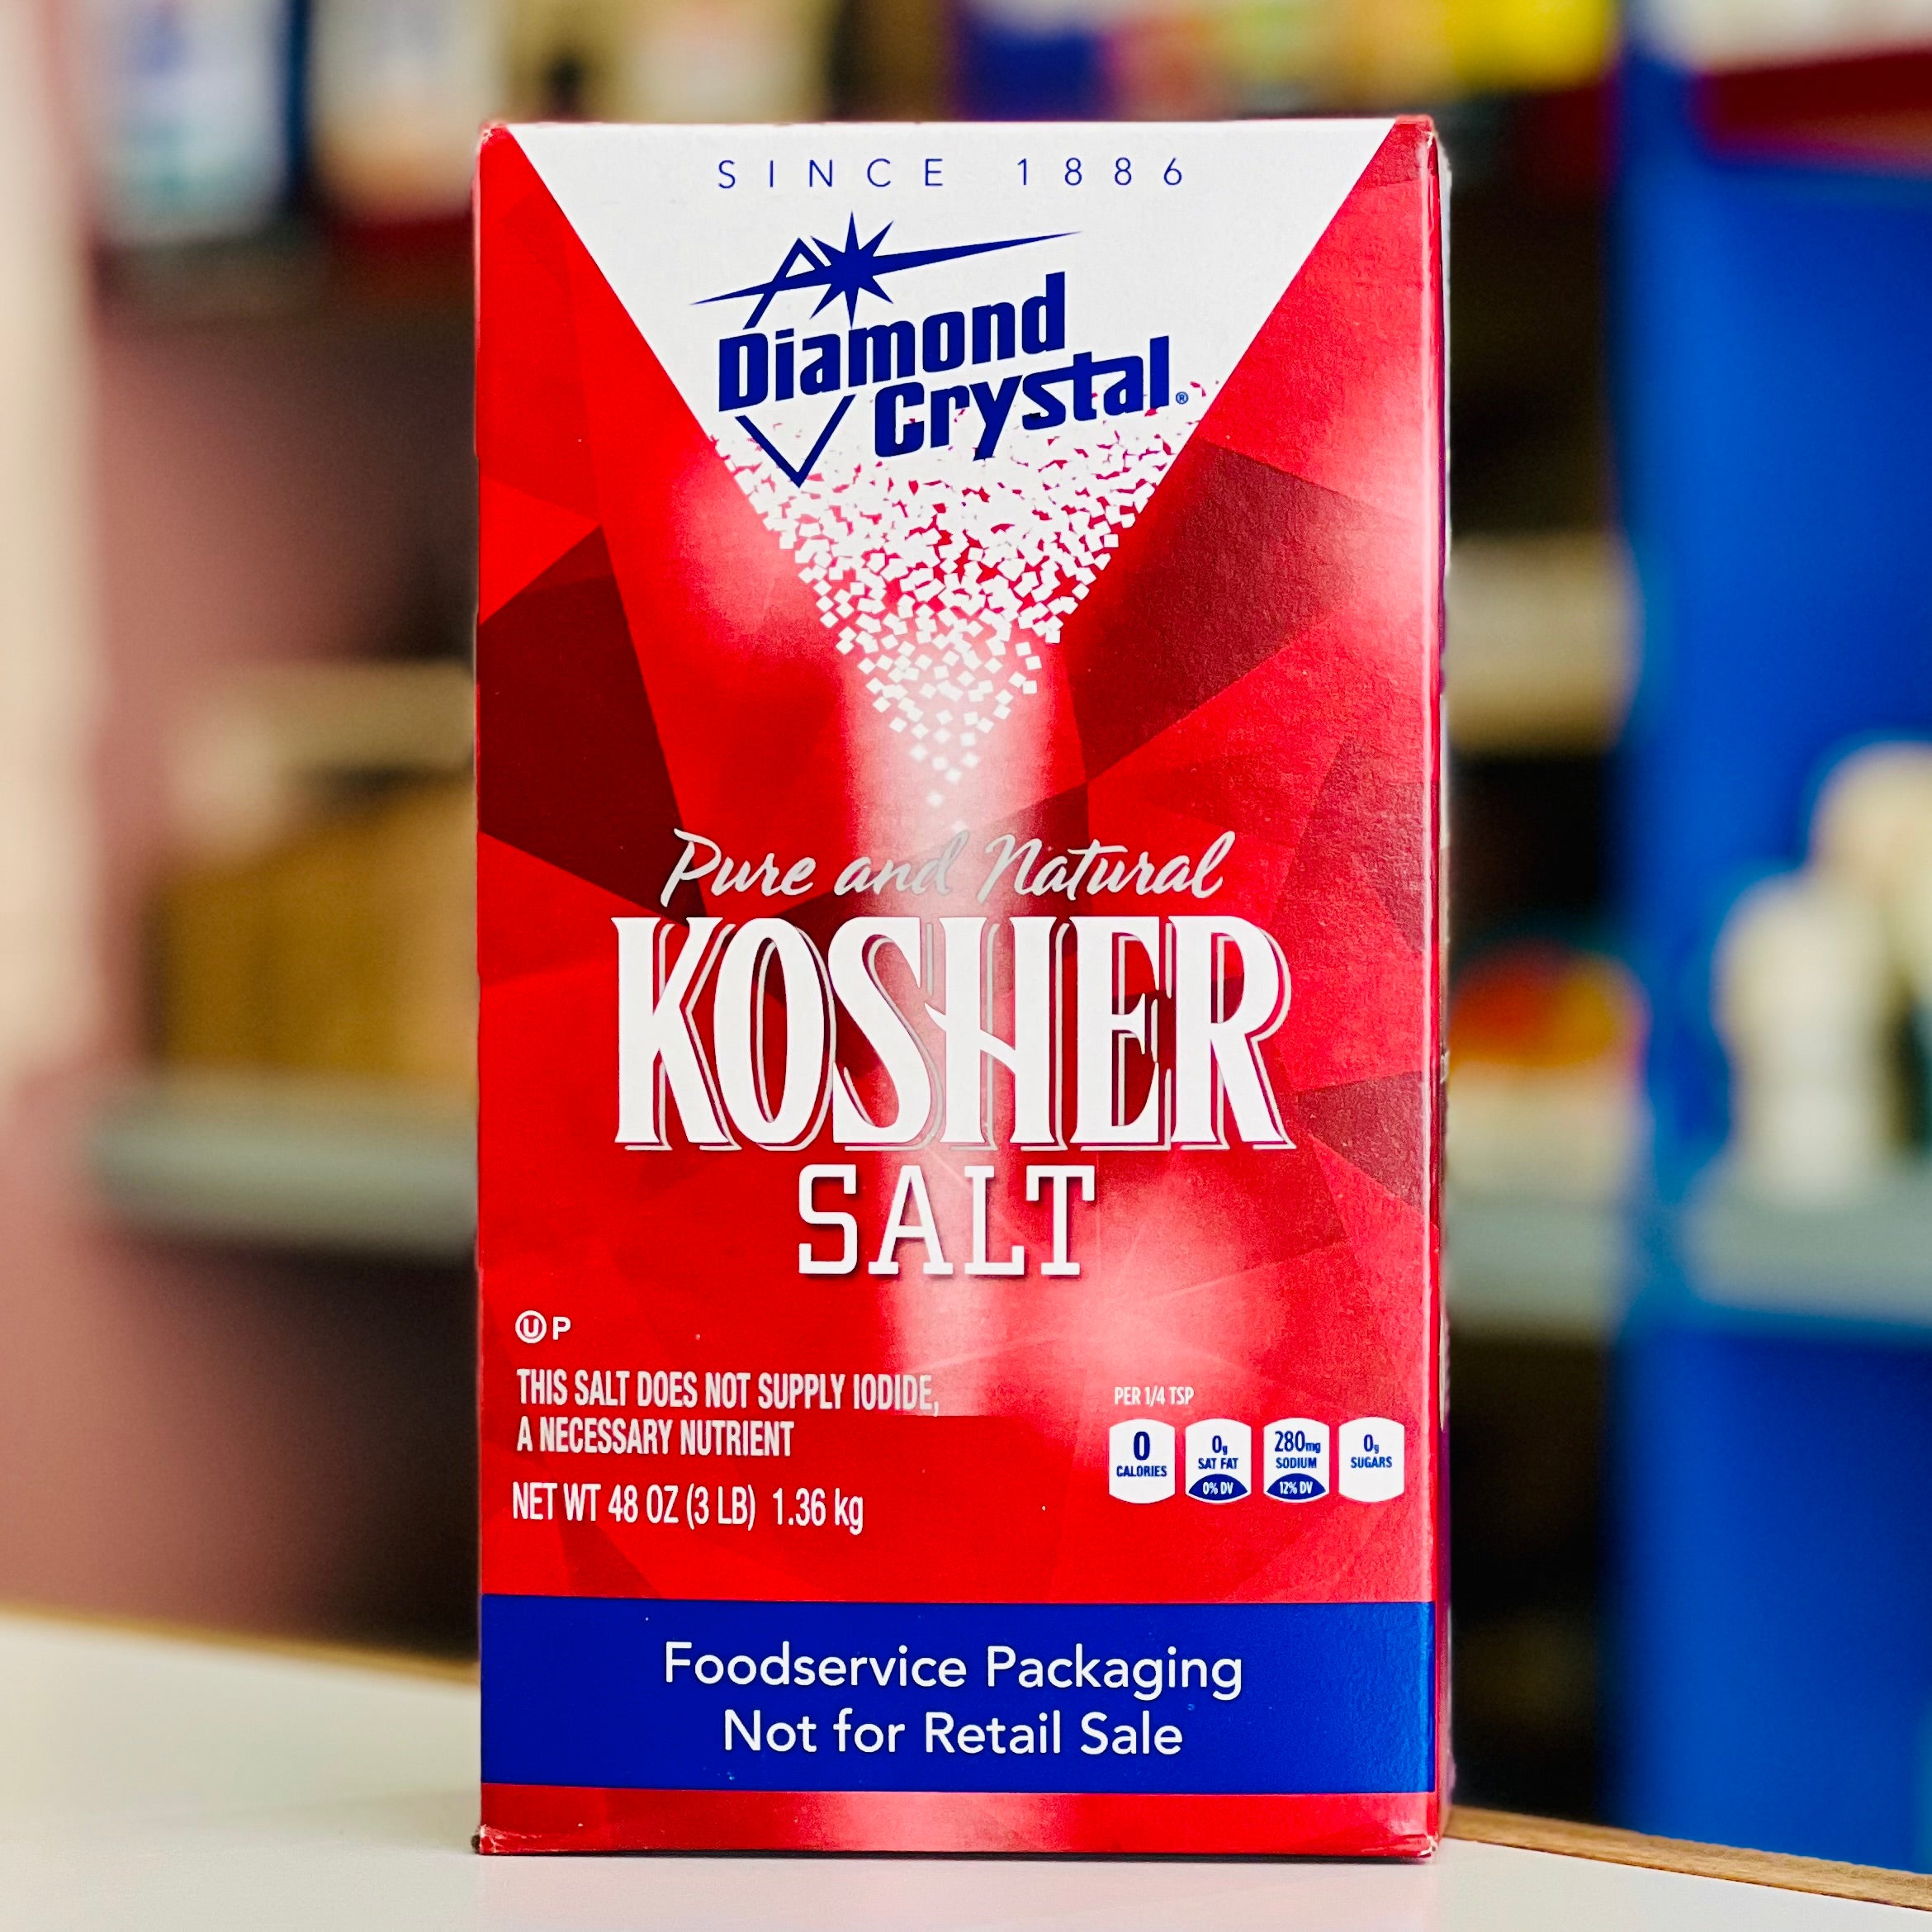 SINCE 1886
Diamond
Crystal®
Pure and Natural
KOSHER
SALT
Ⓤ P
THIS SALT DOES NOT SUPPLY IODIDE,
A NECESSARY NUTRIENT
NET WT 48 OZ (3 LB) 1.36 kg
PER 1/4 TSP
0
CALORIES
0g
SAT FAT
0% DV
280mg
SODIUM
12% DV
0g
SUGARS
Foodservice Packaging
Not for Retail Sale